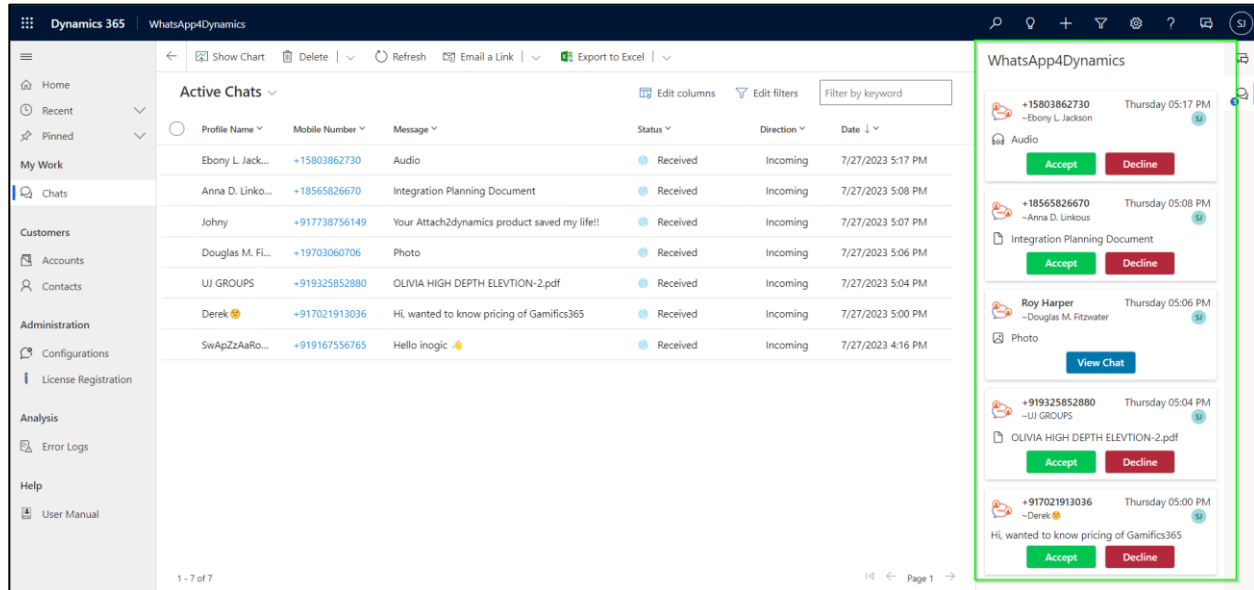 Dynamics 365 WhatsApp4Dynamics SJ
Show Chart Delete Refresh Email a Link Export to Excel
Home
Recent
Pinned
My Work
Chats
Customers
Accounts
Contacts
Administration
Configurations
License Registration
Analysis
Error Logs
Help
User Manual
Active Chats Edit columns Edit filters Filter by keyword
Profile Name Mobile Number Message Status Direction Date ↓
Ebony L. Jack... +15803862730 Audio Received Incoming 7/27/2023 5:17 PM
Anna D. Linko... +18565826670 Integration Planning Document Received Incoming 7/27/2023 5:08 PM
Johny +917738756149 Your Attach2dynamics product saved my life!! Received Incoming 7/27/2023 5:07 PM
Douglas M. Fi... +19703060706 Photo Received Incoming 7/27/2023 5:06 PM
UJ GROUPS +919325852880 OLIVIA HIGH DEPTH ELEVTION-2.pdf Received Incoming 7/27/2023 5:04 PM
Derek +917021913036 Hi, wanted to know pricing of Gamifics365 Received Incoming 7/27/2023 5:00 PM
SwApZzAaRo... +919167556765 Hello inogic Received Incoming 7/27/2023 4:16 PM
1 - 7 of 7 Page 1
WhatsApp4Dynamics
+15803862730 Thursday 05:17 PM
~Ebony L. Jackson SJ
Audio
Accept Decline
+18565826670 Thursday 05:08 PM
~Anna D. Linkous SJ
Integration Planning Document
Accept Decline
Roy Harper Thursday 05:06 PM
~Douglas M. Fitzwater SJ
Photo
View Chat
+919325852880 Thursday 05:04 PM
~UJ GROUPS SJ
OLIVIA HIGH DEPTH ELEVTION-2.pdf
Accept Decline
+917021913036 Thursday 05:00 PM
~Derek SJ
Hi, wanted to know pricing of Gamifics365
Accept Decline